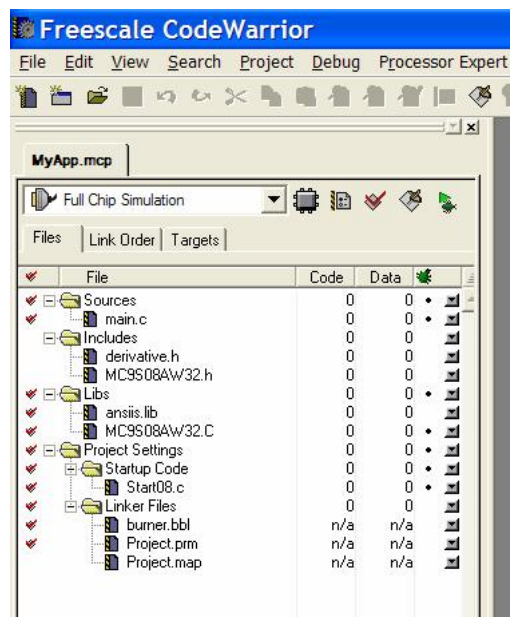 Freescale CodeWarrior
File Edit View Search Project Debug Processor Expert
MyApp.mcp
Full Chip Simulation
Files Link Order Targets
File Code Data
Sources 0 0
main.c 0 0
Includes 0 0
derivative.h 0 0
MC9S08AW32.h 0 0
Libs 0 0
ansiis.lib 0 0
MC9S08AW32.C 0 0
Project Settings 0 0
Startup Code 0 0
Start08.c 0 0
Linker Files 0 0
burner.bbl n/a n/a
Project.prm n/a n/a
Project.map n/a n/a